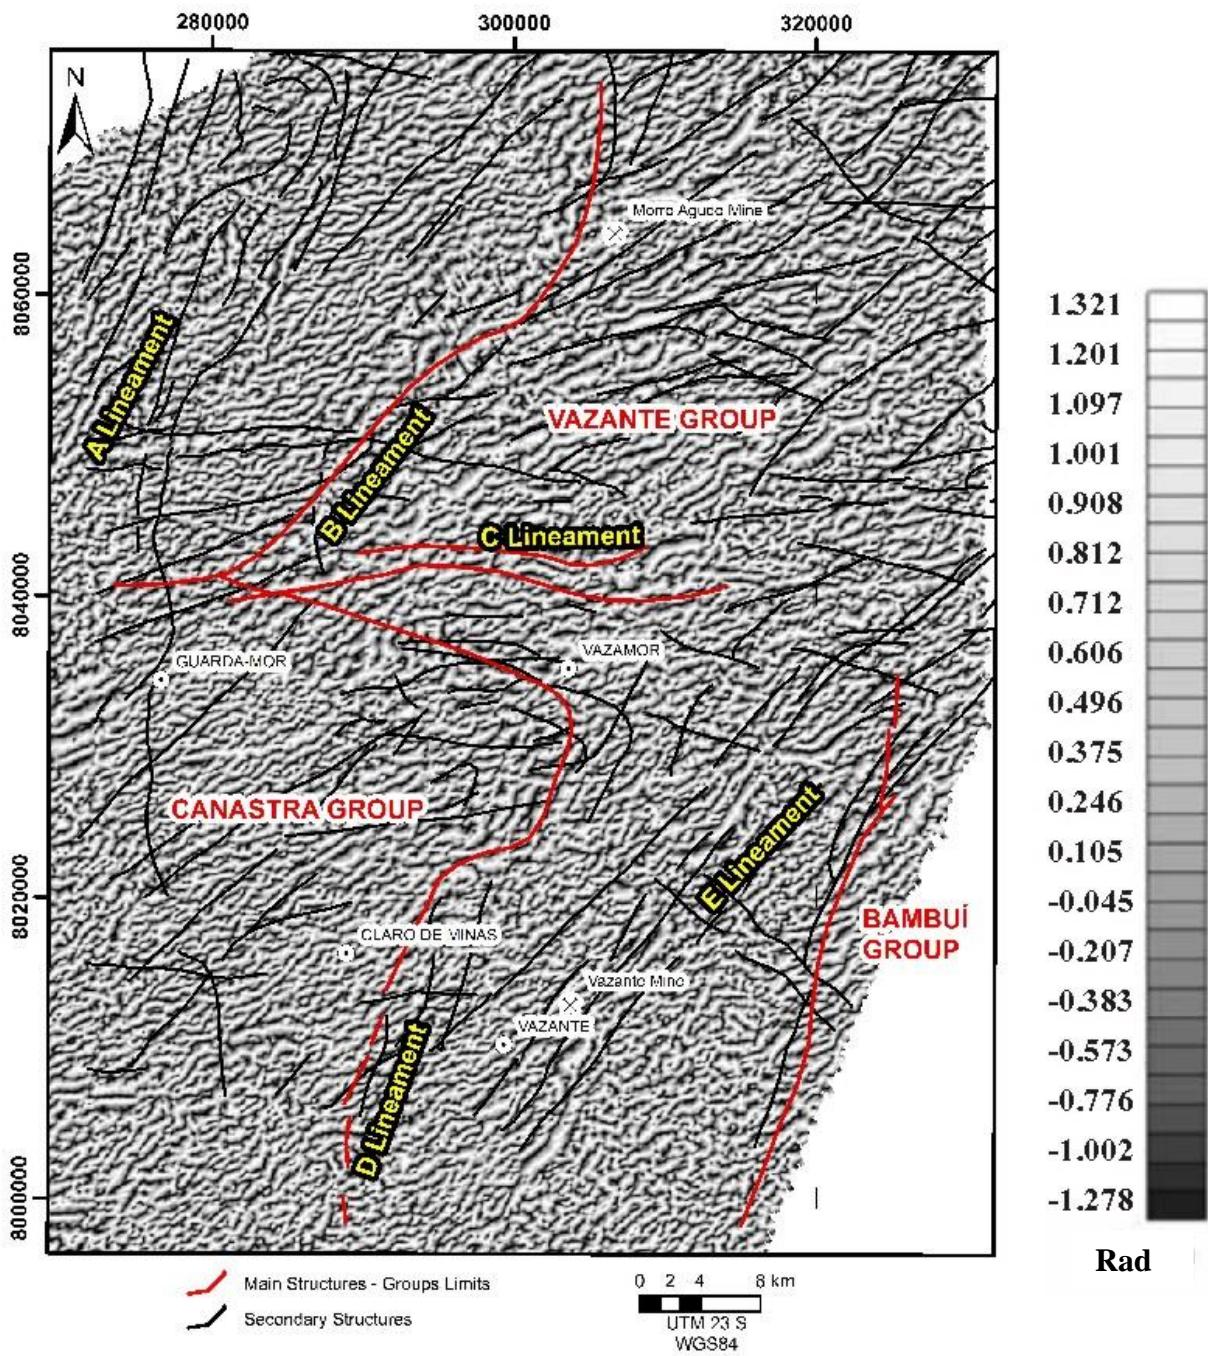 280000
300000
320000
N
Morro Agudo Mine
8060000
1.321
1.201
1.097
1.001
0.908
0.812
0.712
0.606
0.496
0.375
0.246
0.105
-0.045
-0.207
-0.383
-0.573
-0.776
-1.002
-1.278
Rad
A Lineament
VAZANTE GROUP
B Lineament
C Lineament
8040000
VAZAMOR
GUARDA-MOR
CANASTRA GROUP
E Lineament
8020000
BAMBUÍ
GROUP
CLARO DE MINAS
Vazante Mine
VAZANTE
D Lineament
8000000
Main Structures - Groups Limits
Secondary Structures
0 2 4 8 km
UTM 23 S
WGS84